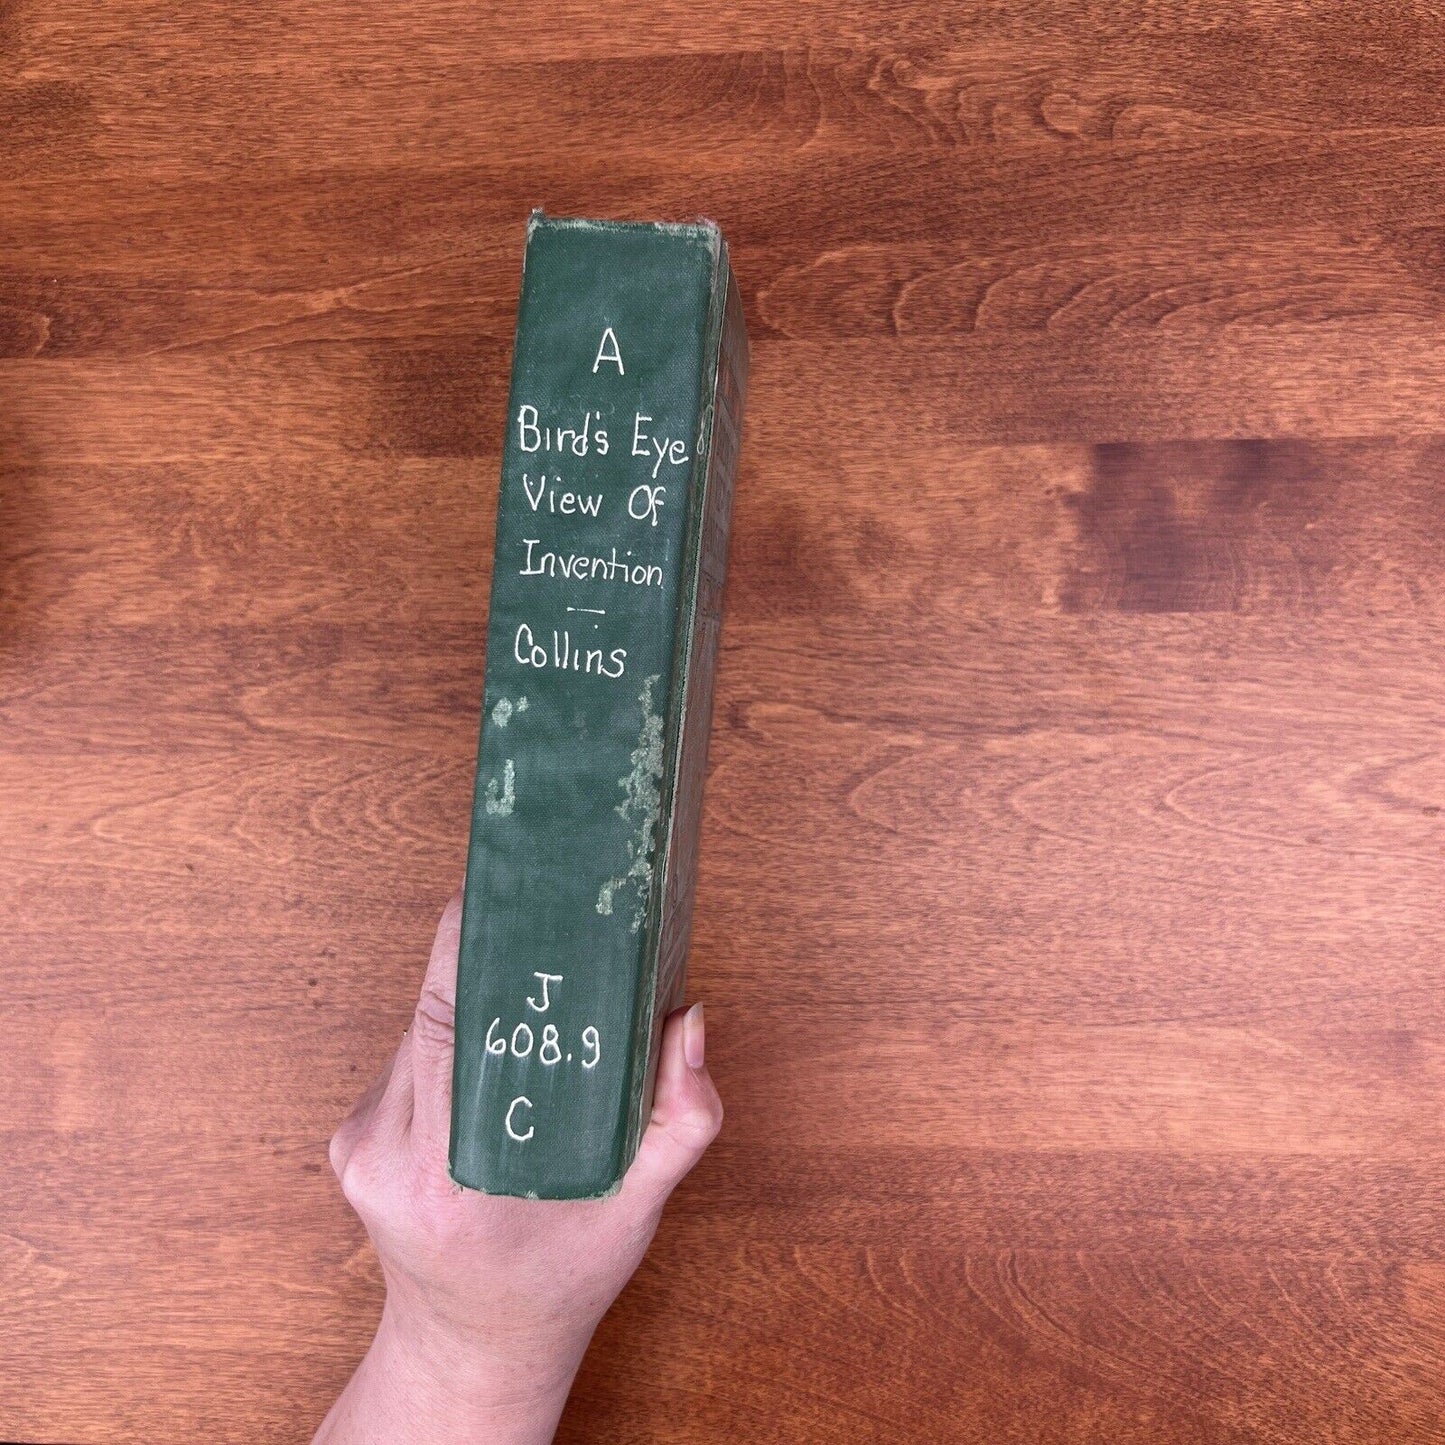 A
Bird's Eye
View Of
Invention
—
Collins
J
608.9
C